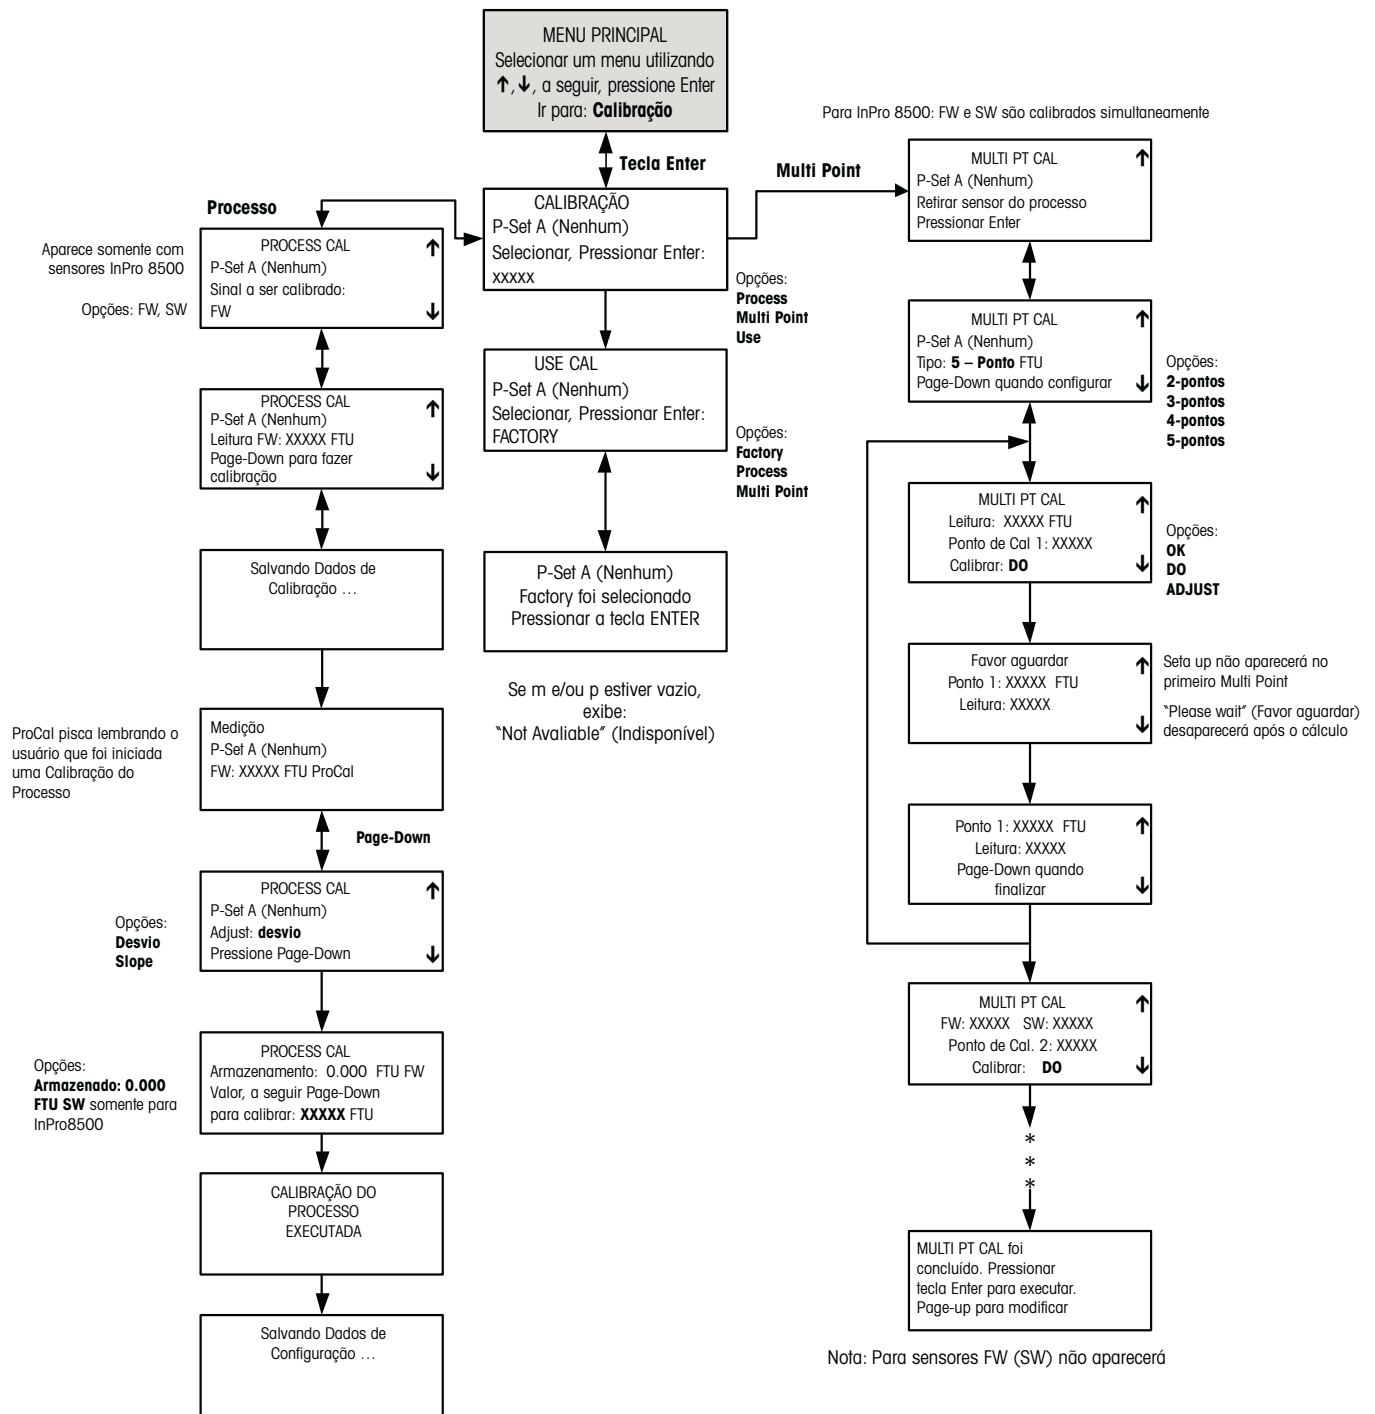 MENU PRINCIPAL
Selecionar um menu utilizando
↑,↓, a seguir, pressione Enter
Ir para: Calibração
Tecla Enter
CALIBRAÇÃO
P-Set A (Nenhum)
Selecionar, Pressionar Enter:
XXXXX
Opções:
Process
Multi Point
Use
USE CAL
P-Set A (Nenhum)
Selecionar, Pressionar Enter:
FACTORY
Opções:
Factory
Process
Multi Point
P-Set A (Nenhum)
Factory foi selecionado
Pressionar a tecla ENTER
Se m e/ou p estiver vazio,
exibe:
"Not Avaliable" (Indisponível)
Processo
Aparece somente com
sensores InPro 8500
Opções: FW, SW
PROCESS CAL
P-Set A (Nenhum)
Sinal a ser calibrado:
FW
↑
↓
PROCESS CAL
P-Set A (Nenhum)
Leitura FW: XXXXX FTU
Page-Down para fazer
calibração
↑
↓
Salvando Dados de
Calibração …
ProCal pisca lembrando o
usuário que foi iniciada
uma Calibração do
Processo
Medição
P-Set A (Nenhum)
FW: XXXXX FTU ProCal
Page-Down
Opções:
Desvio
Slope
PROCESS CAL
P-Set A (Nenhum)
Adjust: desvio
Pressione Page-Down
↑
↓
Opções:
Armazenado: 0.000
FTU SW somente para
InPro8500
PROCESS CAL
Armazenamento: 0.000 FTU FW
Valor, a seguir Page-Down
para calibrar: XXXXX FTU
CALIBRAÇÃO DO
PROCESSO
EXECUTADA
Salvando Dados de
Configuração …
Multi Point
Para InPro 8500: FW e SW são calibrados simultaneamente
MULTI PT CAL
P-Set A (Nenhum)
Retirar sensor do processo
Pressionar Enter
↑
MULTI PT CAL
P-Set A (Nenhum)
Tipo: 5 – Ponto FTU
Page-Down quando configurar
↑
↓
Opções:
2-pontos
3-pontos
4-pontos
5-pontos
MULTI PT CAL
Leitura: XXXXX FTU
Ponto de Cal 1: XXXXX
Calibrar: DO
↑
↓
Opções:
OK
DO
ADJUST
Favor aguardar
Ponto 1: XXXXX FTU
Leitura: XXXXX
↑
↓
Seta up não aparecerá no
primeiro Multi Point
"Please wait" (Favor aguardar)
desaparecerá após o cálculo
Ponto 1: XXXXX FTU
Leitura: XXXXX
Page-Down quando
finalizar
↑
↓
MULTI PT CAL
FW: XXXXX SW: XXXXX
Ponto de Cal. 2: XXXXX
Calibrar: DO
↑
↓
*
*
*
MULTI PT CAL foi
concluído. Pressionar
tecla Enter para executar.
Page-up para modificar
Nota: Para sensores FW (SW) não aparecerá